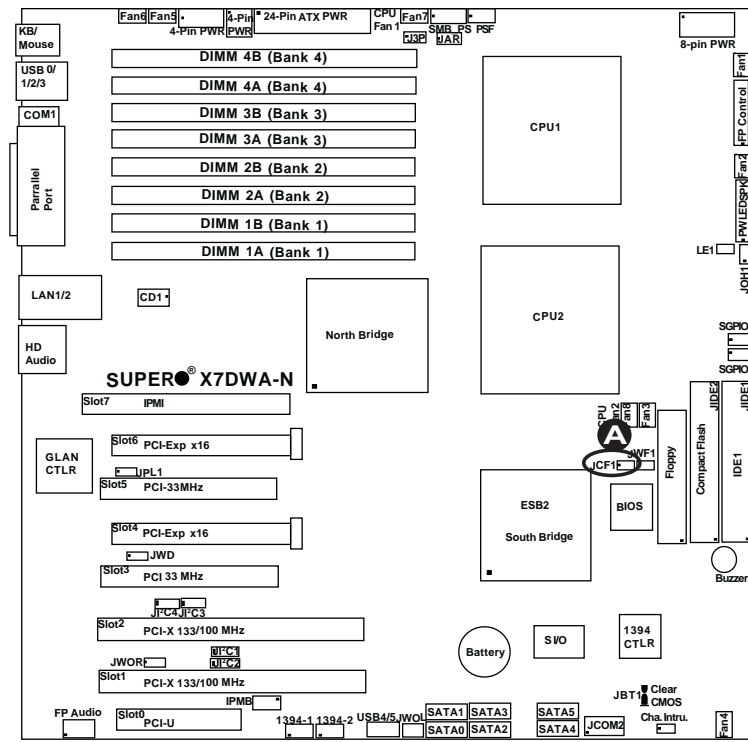 Fan6 Fan5
4-Pin PWR
4-Pin PWR
24-Pin ATX PWR
CPU Fan 1
Fan7
SMB_PS PSF
J3P JAR
8-pin PWR
KB/ Mouse
USB 0/ 1/2/3
COM1
Parrallel Port
DIMM 4B (Bank 4)
DIMM 4A (Bank 4)
DIMM 3B (Bank 3)
DIMM 3A (Bank 3)
DIMM 2B (Bank 2)
DIMM 2A (Bank 2)
DIMM 1B (Bank 1)
DIMM 1A (Bank 1)
CPU1
Fan1
FP Control
Fan2
PWLEDSPK
LE1
JOH1
LAN1/2
CD1
HD Audio
North Bridge
CPU2
SGPIO
SGPIO
SUPER® X7DWA-N
Slot7 IPMI
Slot6 PCI-Exp x16
GLAN CTLR
JPL1
Slot5 PCI-33MHz
Slot4 PCI-Exp x16
JWD
Slot3 PCI 33 MHz
JI²C4 JI²C3
Slot2 PCI-X 133/100 MHz
JI²C1
JI²C2
JWOR
Slot1 PCI-X 133/100 MHz
IPMB
FP Audio
Slot0 PCI-U
CPU Fan2
Fan8
Fan3
A
JCF1
JWF1
Floppy
JIDE2
Compact Flash
JIDE1
IDE1
BIOS
ESB2
South Bridge
Buzzer
Battery
SI/O
1394 CTLR
JBT1 Clear CMOS
Cha. Intru.
Fan4
1394-1 1394-2
USB4/5
JWOL
SATA1 SATA3
SATA0 SATA2
SATA5
SATA4
JCOM2